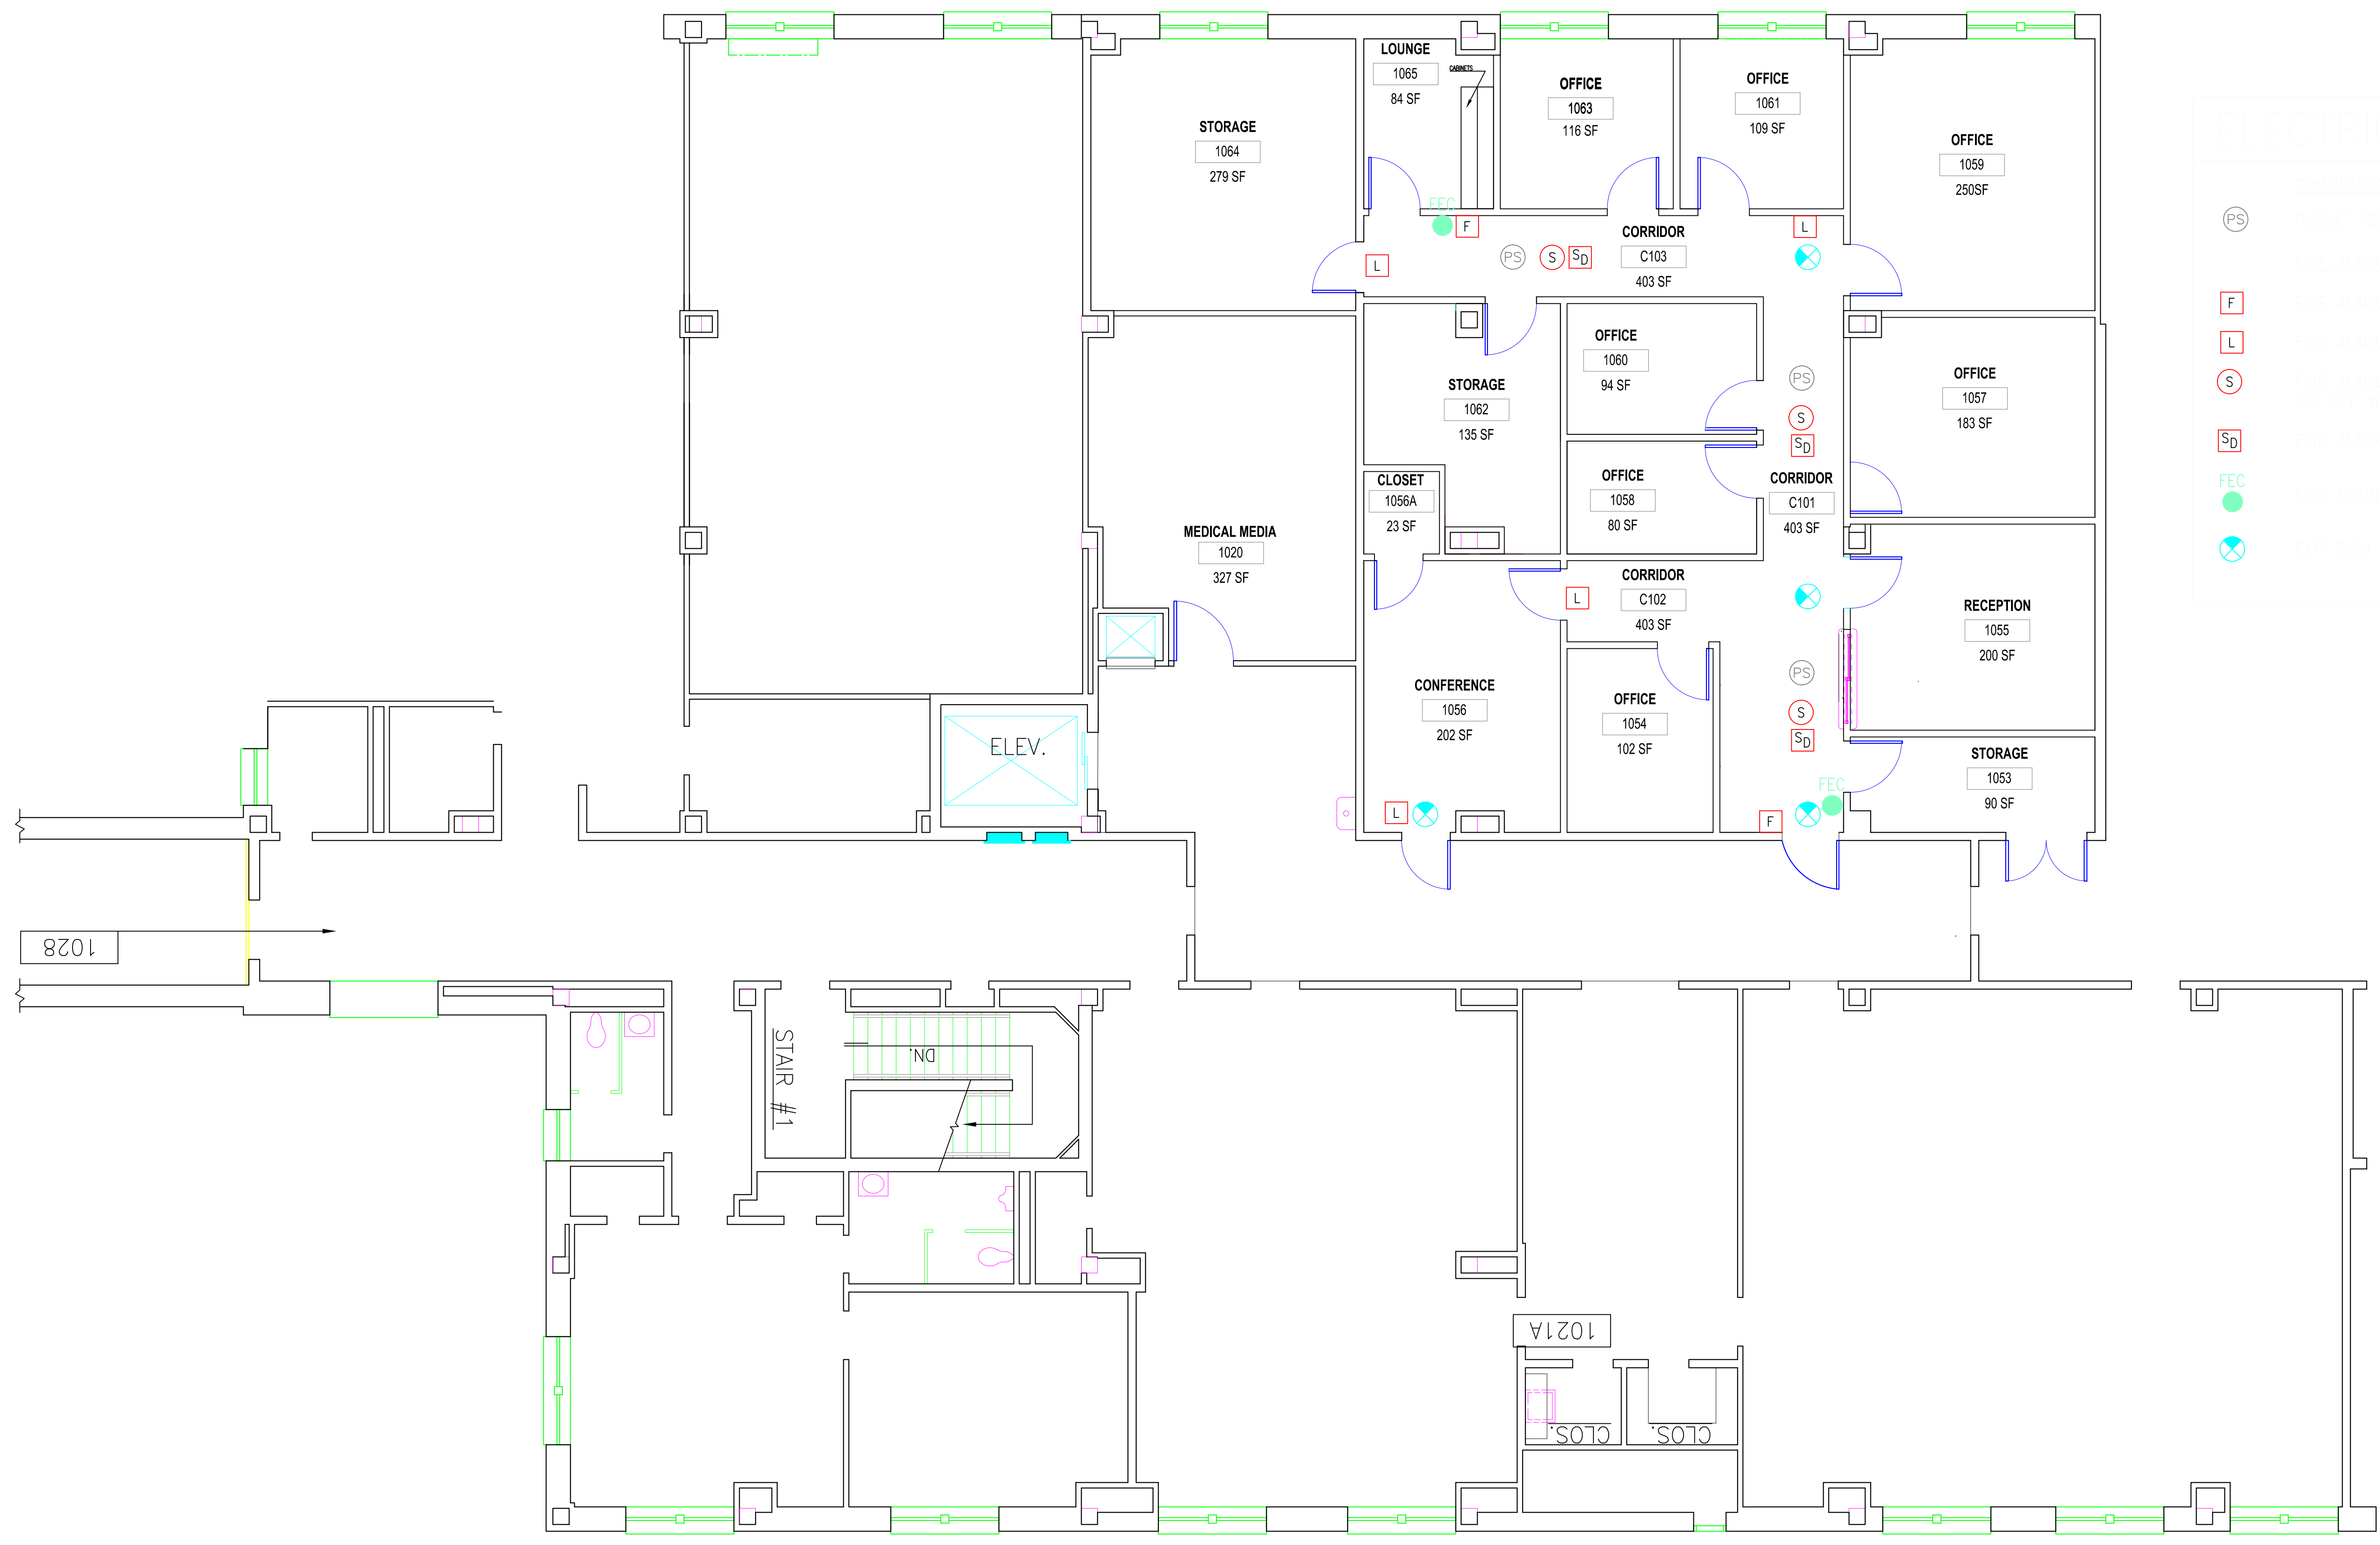 LOUNGE
1065
84 SF
CABINETS
OFFICE
1063
116 SF
OFFICE
1061
109 SF
STORAGE
1064
279 SF
OFFICE
1059
250SF
FEC
F
L
L
PS
S
SD
CORRIDOR
C103
403 SF
OFFICE
1060
94 SF
STORAGE
1062
135 SF
PS
S
SD
OFFICE
1057
183 SF
CLOSET
1056A
23 SF
OFFICE
1058
80 SF
CORRIDOR
C101
403 SF
MEDICAL MEDIA
1020
327 SF
L
CORRIDOR
C102
403 SF
RECEPTION
1055
200 SF
CONFERENCE
1056
202 SF
OFFICE
1054
102 SF
PS
S
SD
ELEV.
STORAGE
1053
90 SF
FEC
L
F
PS
F
L
S
SD
FEC
1028
STAIR #1
DN.
1021A
CLOS.
CLOS.